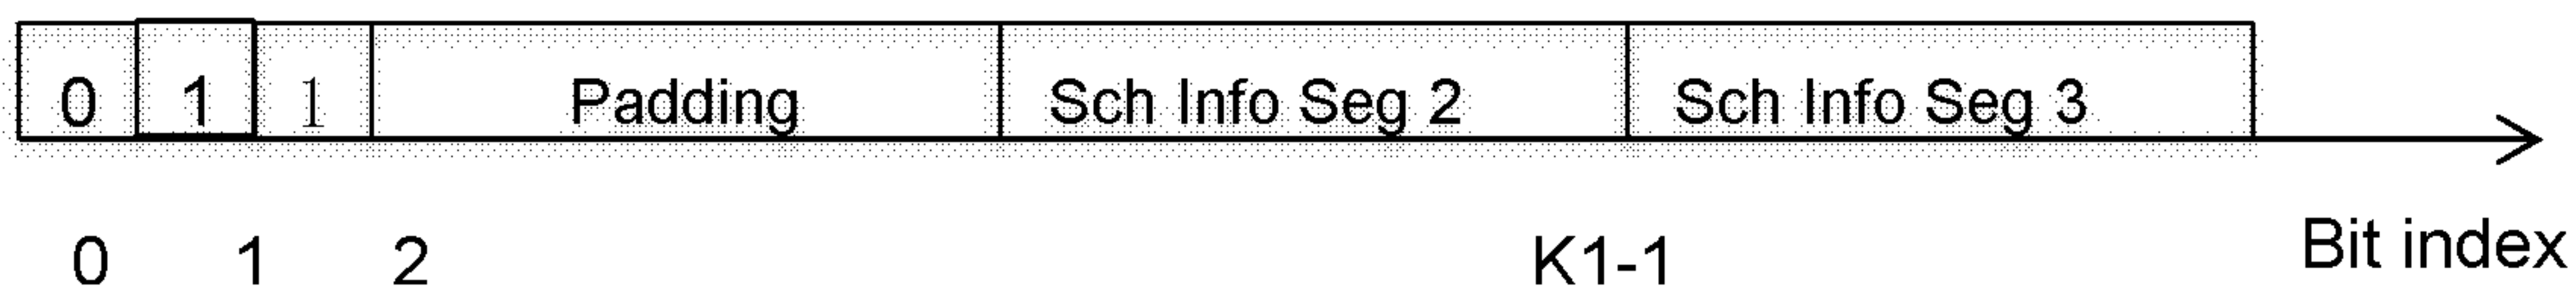 0 1 1 Padding Sch Info Seg 2 Sch Info Seg 3
0 1 2 K1-1 Bit index